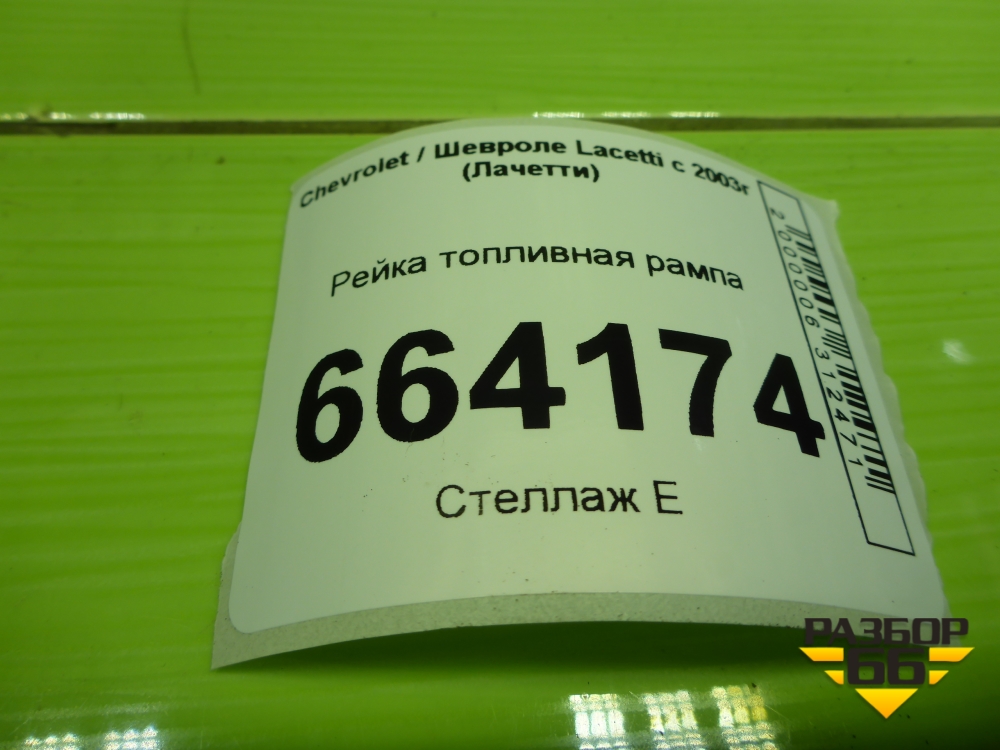 Chevrolet / Шевроле Lacetti с 2003г
(Лачетти)
Рейка топливная рампа
664174
Стеллаж Е
2000006312471
РАЗБОР
66